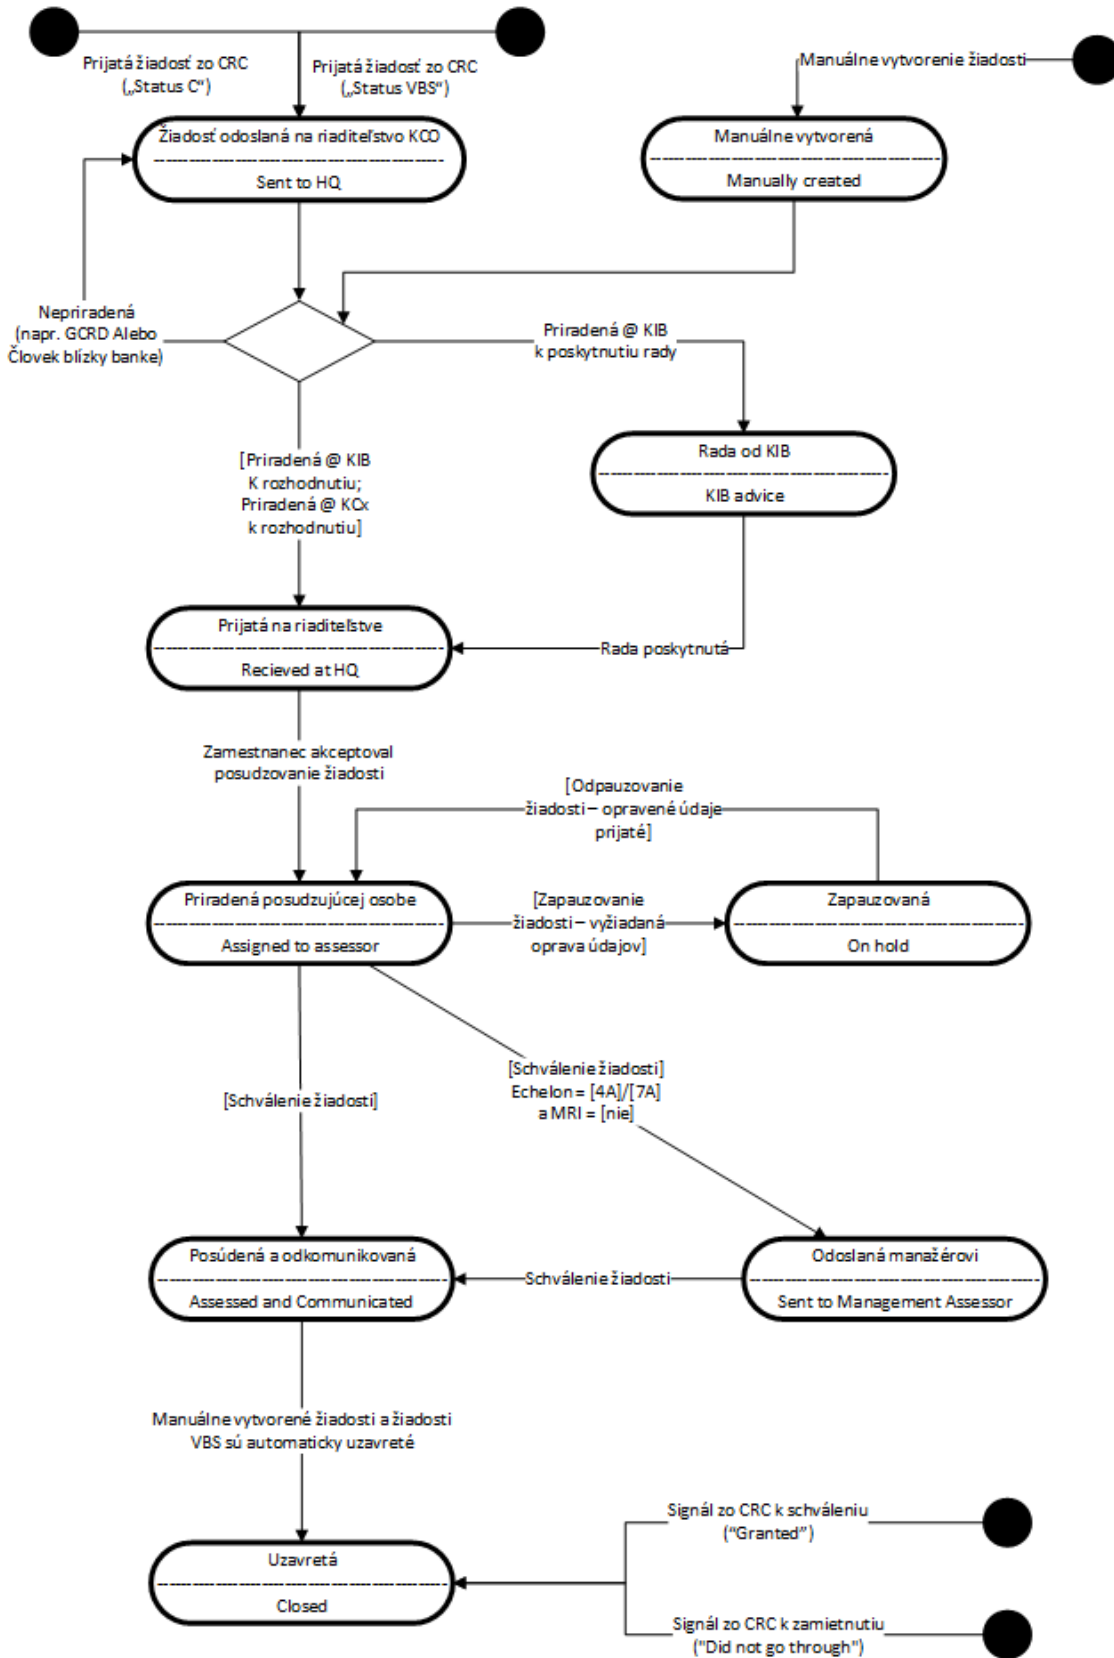 Prijatá žiadosť zo CRC
(„Status C“)
Prijatá žiadosť zo CRC
(„Status VBS“)
Manuálne vytvorenie žiadosti
Žiadosť odoslaná na riaditeľstvo KCO
Sent to HQ
Manuálne vytvorená
Manually created
Nepriradená
(napr. GCRD Alebo
Človek blízky banke)
Priradená @ KIB
k poskytnutiu rady
[Priradená @ KIB
K rozhodnutiu;
Priradená @ KCx
k rozhodnutiu]
Rada od KIB
KIB advice
Prijatá na riaditeľstve
Recieved at HQ
Rada poskytnutá
Zamestnanec akceptoval
posudzovanie žiadosti
[Odpauzovanie
žiadosti – opravené údaje
prijaté]
Priradená posudzujúcej osobe
Assigned to assessor
[Zapauzovanie
žiadosti – vyžiadaná
oprava údajov]
Zapauzovaná
On hold
[Schválenie žiadosti]
[Schválenie žiadosti]
Echelon = [4A]/[7A]
a MRI = [nie]
Posúdená a odkomunikovaná
Assessed and Communicated
Schválenie žiadosti
Odoslaná manažérovi
Sent to Management Assessor
Manuálne vytvorené žiadosti a žiadosti
VBS sú automaticky uzavreté
Signál zo CRC k schváleniu
(“Granted”)
Uzavretá
Closed
Signál zo CRC k zamietnutiu
("Did not go through")